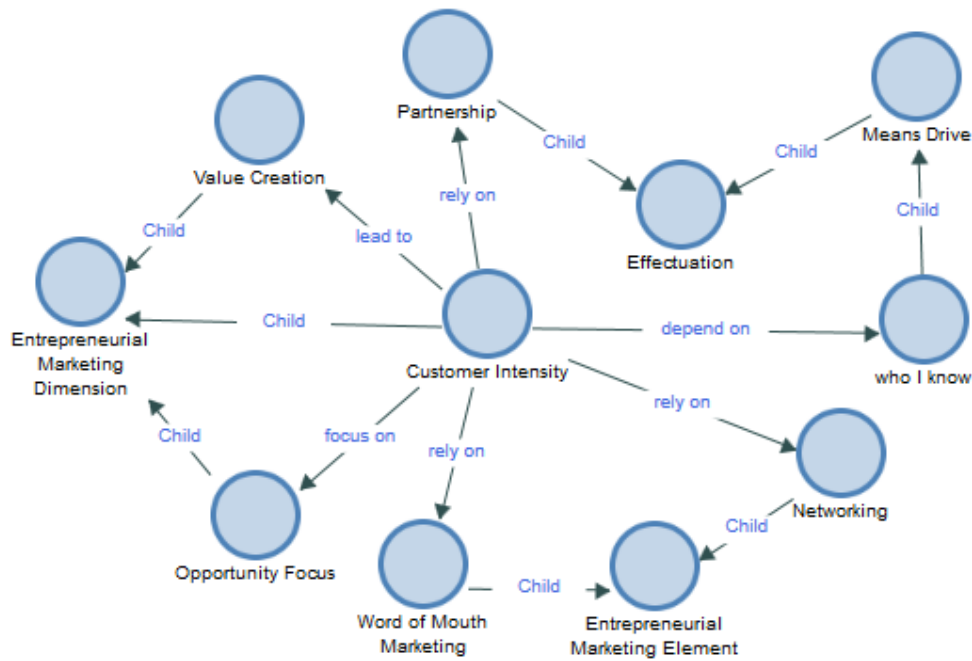 Partnership
Means Drive
Child
Child
Value Creation
rely on
Child
Child
lead to
Effectuation
Entrepreneurial
Marketing
Dimension
Child
Customer Intensity
depend on
who I know
rely on
Child
focus on
rely on
Networking
Child
Opportunity Focus
Child
Word of Mouth
Marketing
Entrepreneurial
Marketing Element